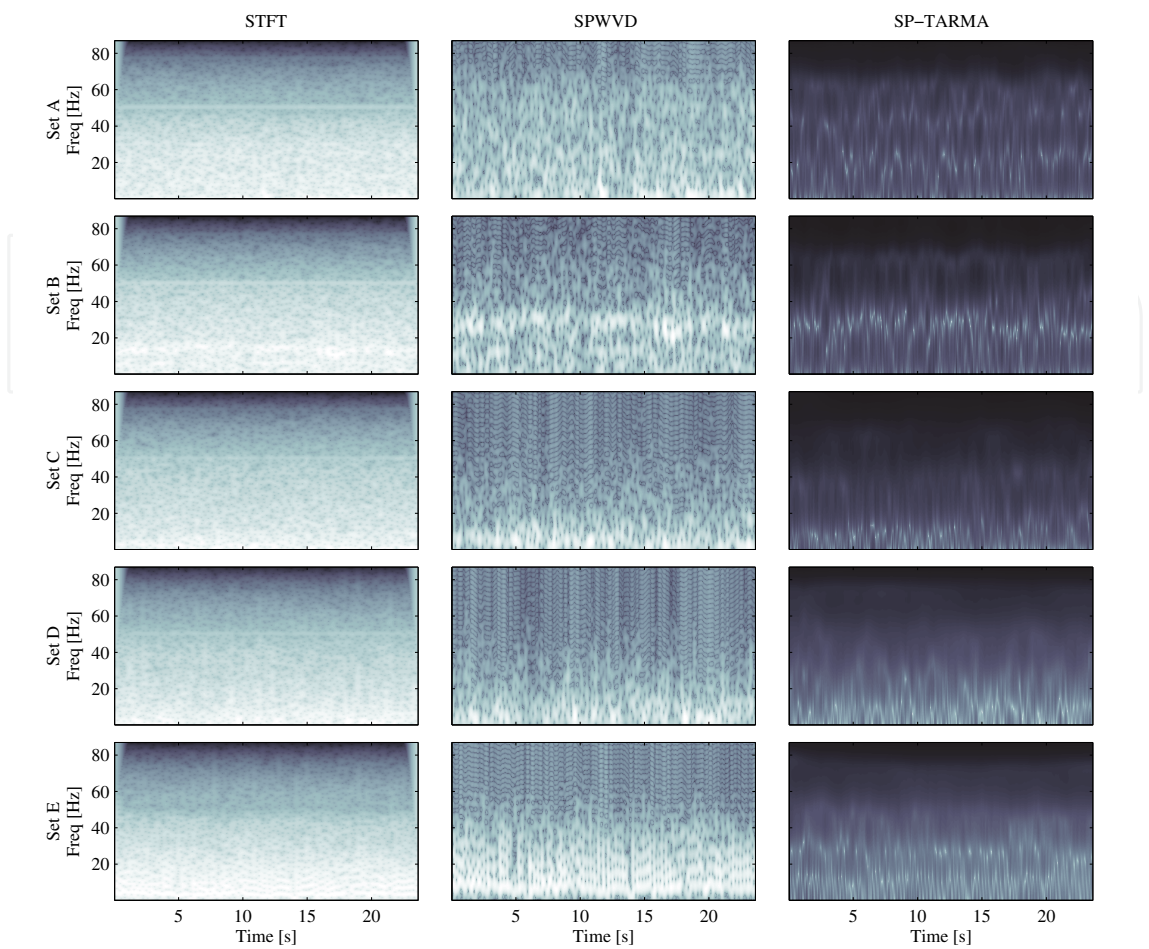 STFT SPWVD SP-TARMA
Set A
Freq [Hz]
80
60
40
20
Set B
Freq [Hz]
80
60
40
20
Set C
Freq [Hz]
80
60
40
20
Set D
Freq [Hz]
80
60
40
20
Set E
Freq [Hz]
80
60
40
20
5 10 15 20 5 10 15 20 5 10 15 20
Time [s] Time [s] Time [s]